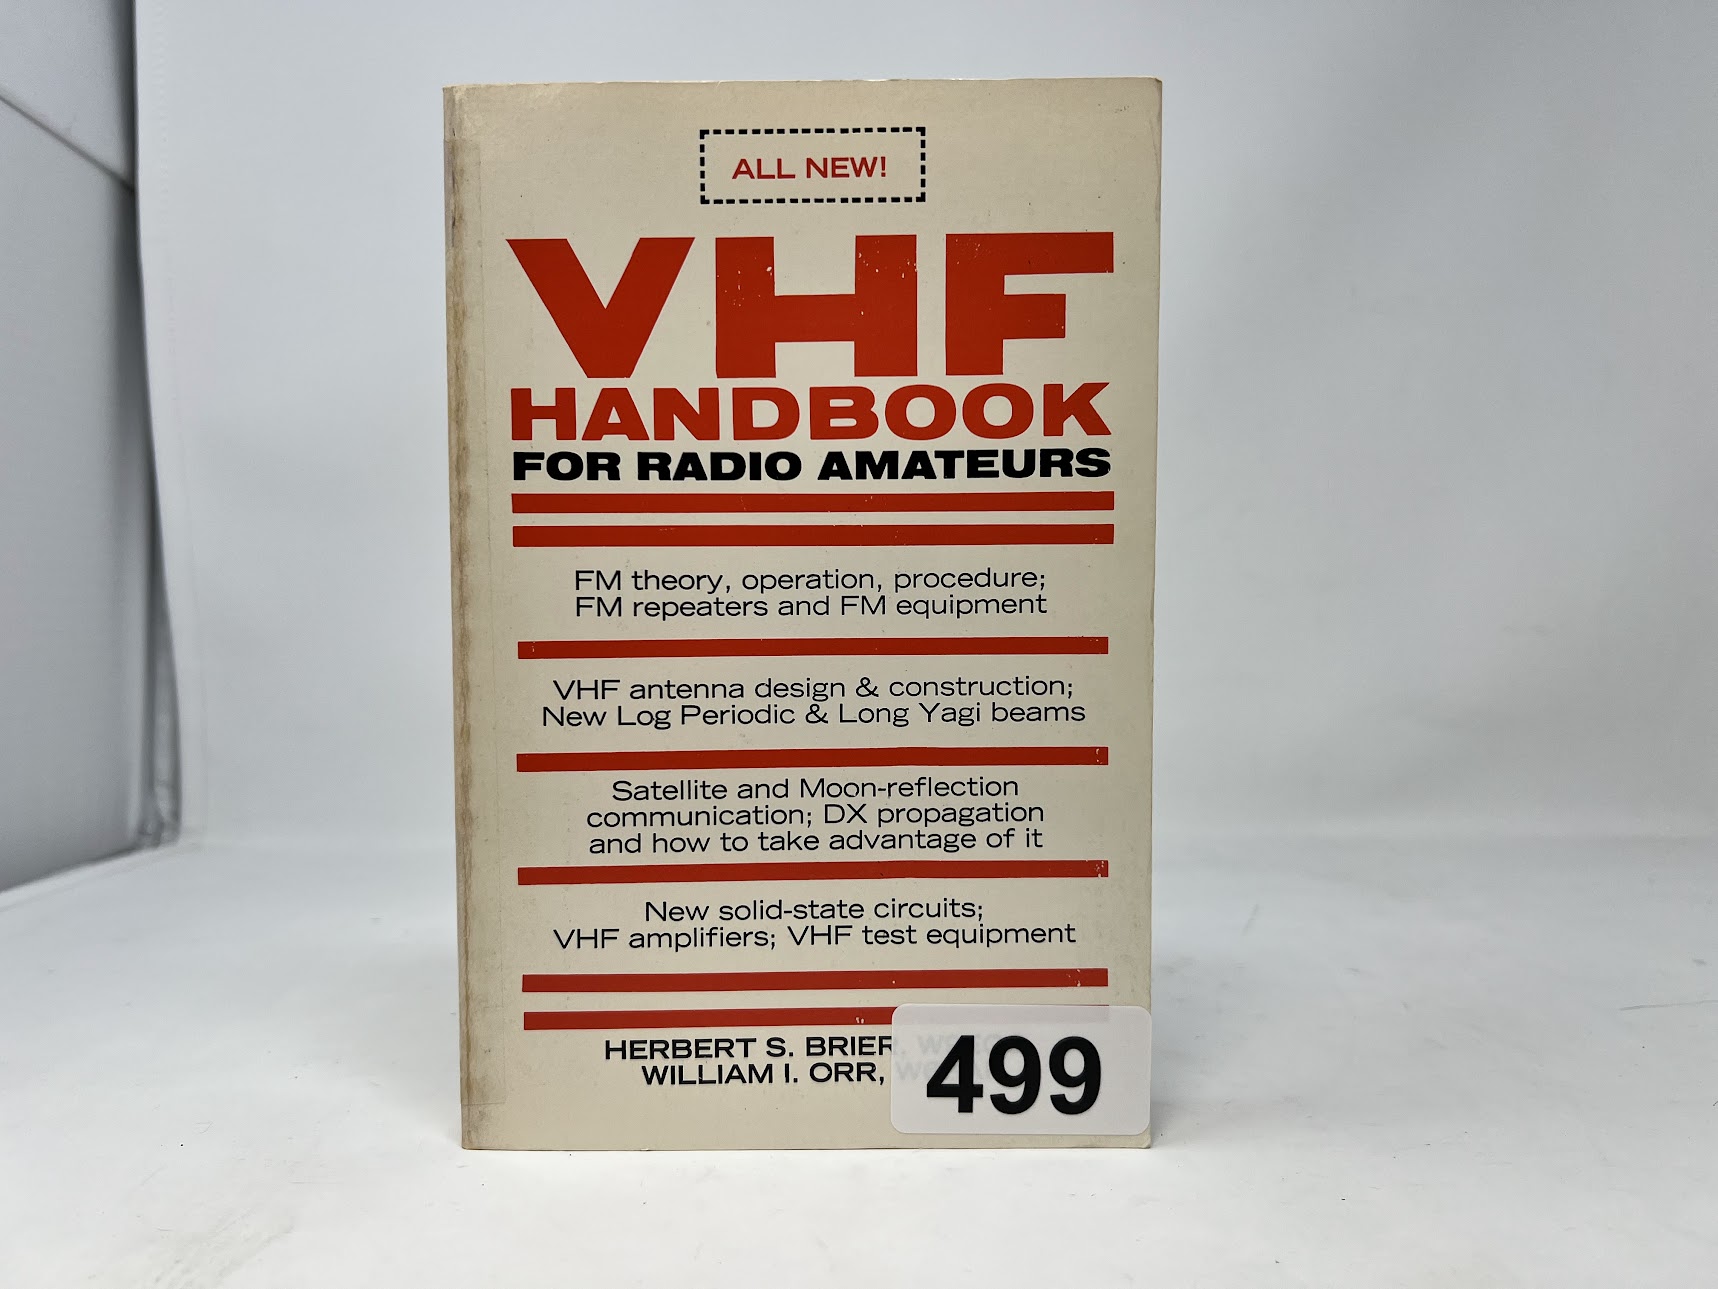 ALL NEW!
VHF
HANDBOOK
FOR RADIO AMATEURS
FM theory, operation, procedure;
FM repeaters and FM equipment
VHF antenna design & construction;
New Log Periodic & Long Yagi beams
Satellite and Moon-reflection
communication; DX propagation
and how to take advantage of it
New solid-state circuits;
VHF amplifiers; VHF test equipment
HERBERT S. BRIER,
WILLIAM I. ORR,
499